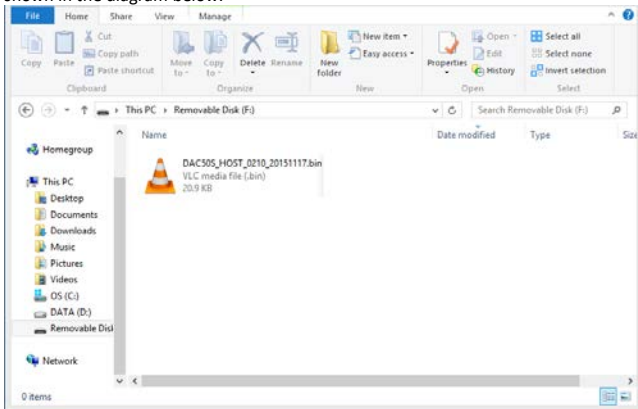 shown in the diagram below:
File Home Share View Manage
Copy Paste Cut Copy path Paste shortcut Move to Copy to Delete Rename New folder New item Easy access Properties Open Edit History Select all Select none Invert selection
Clipboard Organize New Open Select
This PC Removable Disk (F:) Search Removable Disk (F:)
Name Date modified Type Size
Homegroup
DAC50S_HOST_0210_20151117.bin
VLC media file (.bin)
20.9 KB
This PC
Desktop
Documents
Downloads
Music
Pictures
Videos
OS (C:)
DATA (D:)
Removable Disk
Network
0 items